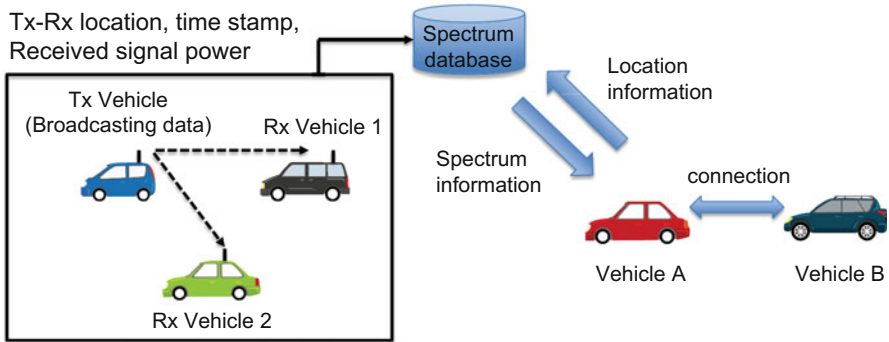 Tx-Rx location, time stamp,
Received signal power
Tx Vehicle
(Broadcasting data)
Rx Vehicle 1
Rx Vehicle 2
Spectrum
database
Location
information
Spectrum
information
connection
Vehicle A
Vehicle B